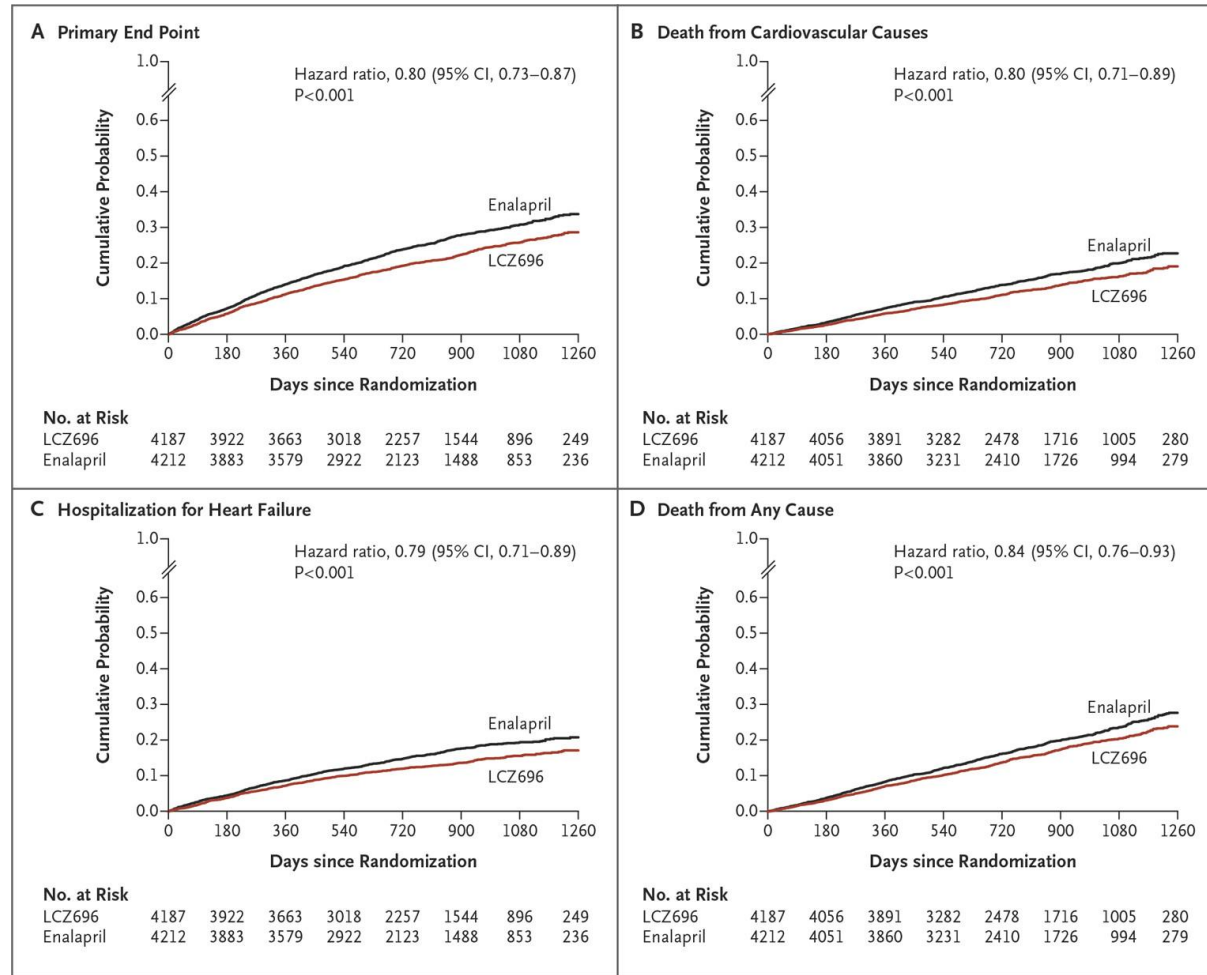 A Primary End Point
1.0
0.6
0.5
0.4
0.3
0.2
0.1
0.0
Cumulative Probability
Hazard ratio, 0.80 (95% CI, 0.73–0.87)
P<0.001
Enalapril
LCZ696
0 180 360 540 720 900 1080 1260
Days since Randomization
No. at Risk
LCZ696 4187 3922 3663 3018 2257 1544 896 249
Enalapril 4212 3883 3579 2922 2123 1488 853 236
B Death from Cardiovascular Causes
1.0
0.6
0.5
0.4
0.3
0.2
0.1
0.0
Cumulative Probability
Hazard ratio, 0.80 (95% CI, 0.71–0.89)
P<0.001
Enalapril
LCZ696
0 180 360 540 720 900 1080 1260
Days since Randomization
No. at Risk
LCZ696 4187 4056 3891 3282 2478 1716 1005 280
Enalapril 4212 4051 3860 3231 2410 1726 994 279
C Hospitalization for Heart Failure
1.0
0.6
0.5
0.4
0.3
0.2
0.1
0.0
Cumulative Probability
Hazard ratio, 0.79 (95% CI, 0.71–0.89)
P<0.001
Enalapril
LCZ696
0 180 360 540 720 900 1080 1260
Days since Randomization
No. at Risk
LCZ696 4187 3922 3663 3018 2257 1544 896 249
Enalapril 4212 3883 3579 2922 2123 1488 853 236
D Death from Any Cause
1.0
0.6
0.5
0.4
0.3
0.2
0.1
0.0
Cumulative Probability
Hazard ratio, 0.84 (95% CI, 0.76–0.93)
P<0.001
Enalapril
LCZ696
0 180 360 540 720 900 1080 1260
Days since Randomization
No. at Risk
LCZ696 4187 4056 3891 3282 2478 1716 1005 280
Enalapril 4212 4051 3860 3231 2410 1726 994 279